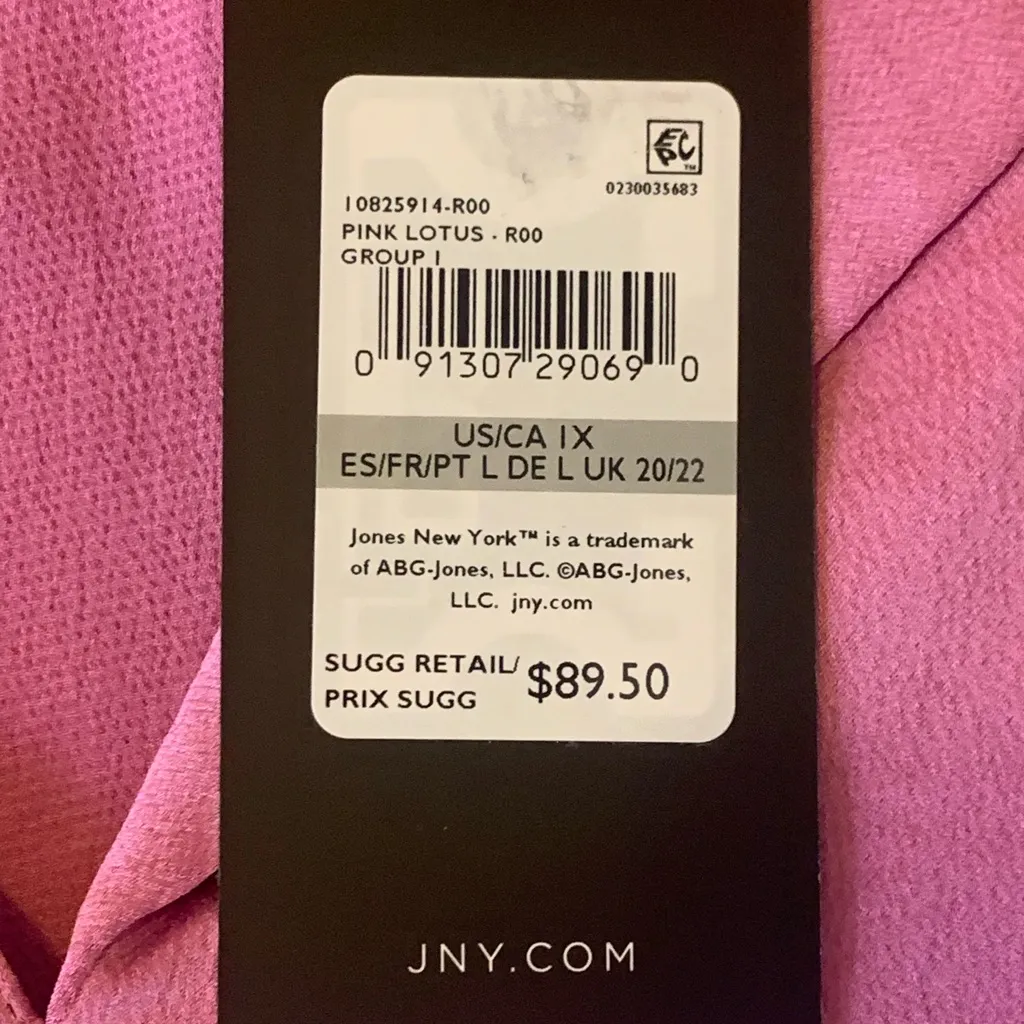 EPC™
0230035683
10825914-R00
PINK LOTUS - R00
GROUP I
0 91307 29069 0
US/CA 1X
ES/FR/PT L DE L UK 20/22
Jones New York™ is a trademark
of ABG-Jones, LLC. ©ABG-Jones,
LLC. jny.com
SUGG RETAIL/
PRIX SUGG
$89.50
JNY.COM